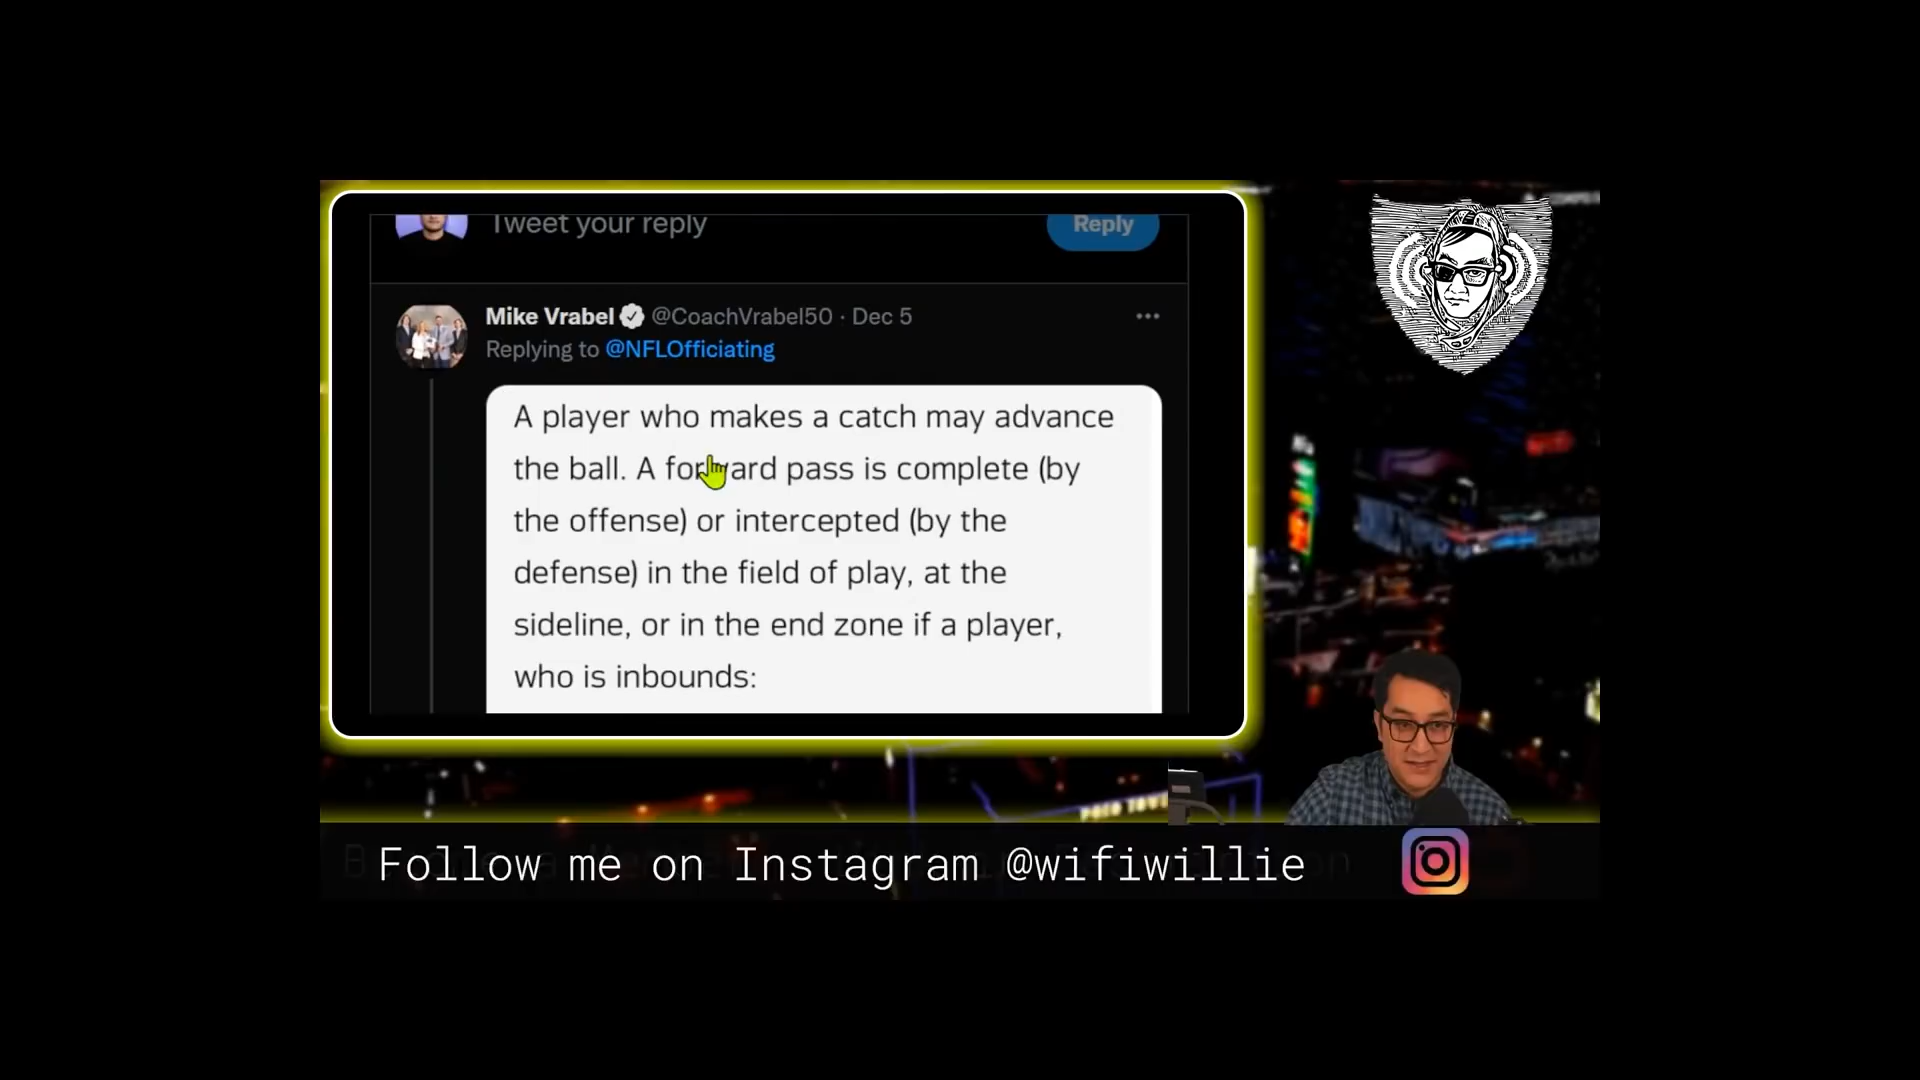 Tweet your reply
Reply
Mike Vrabel @CoachVrabel50 · Dec 5
Replying to @NFLOfficiating
A player who makes a catch may advance
the ball. A forward pass is complete (by
the offense) or intercepted (by the
defense) in the field of play, at the
sideline, or in the end zone if a player,
who is inbounds:
Follow me on Instagram @wifiwillie